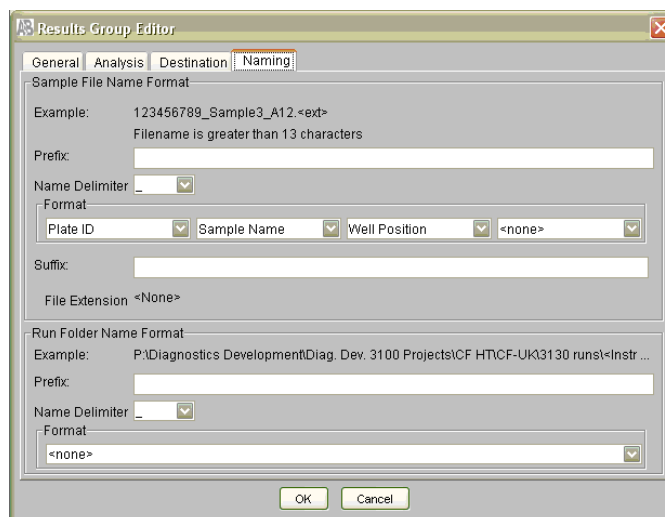 AB Results Group Editor
General Analysis Destination Naming
Sample File Name Format
Example: 123456789_Sample3_A12.<ext>
Filename is greater than 13 characters
Prefix:
Name Delimiter _
Format
Plate ID Sample Name Well Position <none>
Suffix:
File Extension <None>
Run Folder Name Format
Example: P:\Diagnostics Development\Diag. Dev. 3100 Projects\CF HT\CF-UK\3130 runs\<Instr ...
Prefix:
Name Delimiter _
Format
<none>
OK Cancel